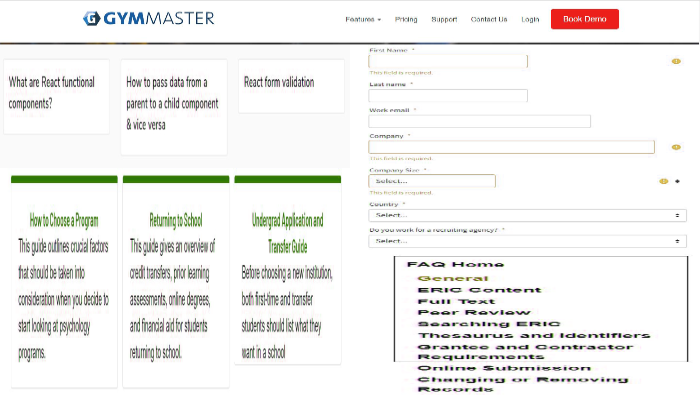 GYMMASTER
Features Pricing Support Contact Us Login Book Demo
What are React functional
components?
How to pass data from a
parent to a child component
& vice versa
React form validation
How to Choose a Program
This guide outlines crucial factors
that should be taken into
consideration when you decide to
start looking at psychology
programs.
Returning to School
This guide gives an overview of
credit transfers, prior learning
assessments, online degrees,
and financial aid for students
returning to school.
Undergrad Application and
Transfer Guide
Before choosing a new institution,
both first-time and transfer
students should list what they
want in a school
First Name *
This field is required.
Last name *
Work email *
Company *
This field is required.
Company Size *
Select...
This field is required.
Country *
Select...
Do you work for a recruiting agency? *
Select...
FAQ Home
General
ERIC Content
Full Text
Peer Review
Searching ERIC
Thesaurus and Identifiers
Grantee and Contractor
Requirements
Online Submission
Changing or Removing
Records